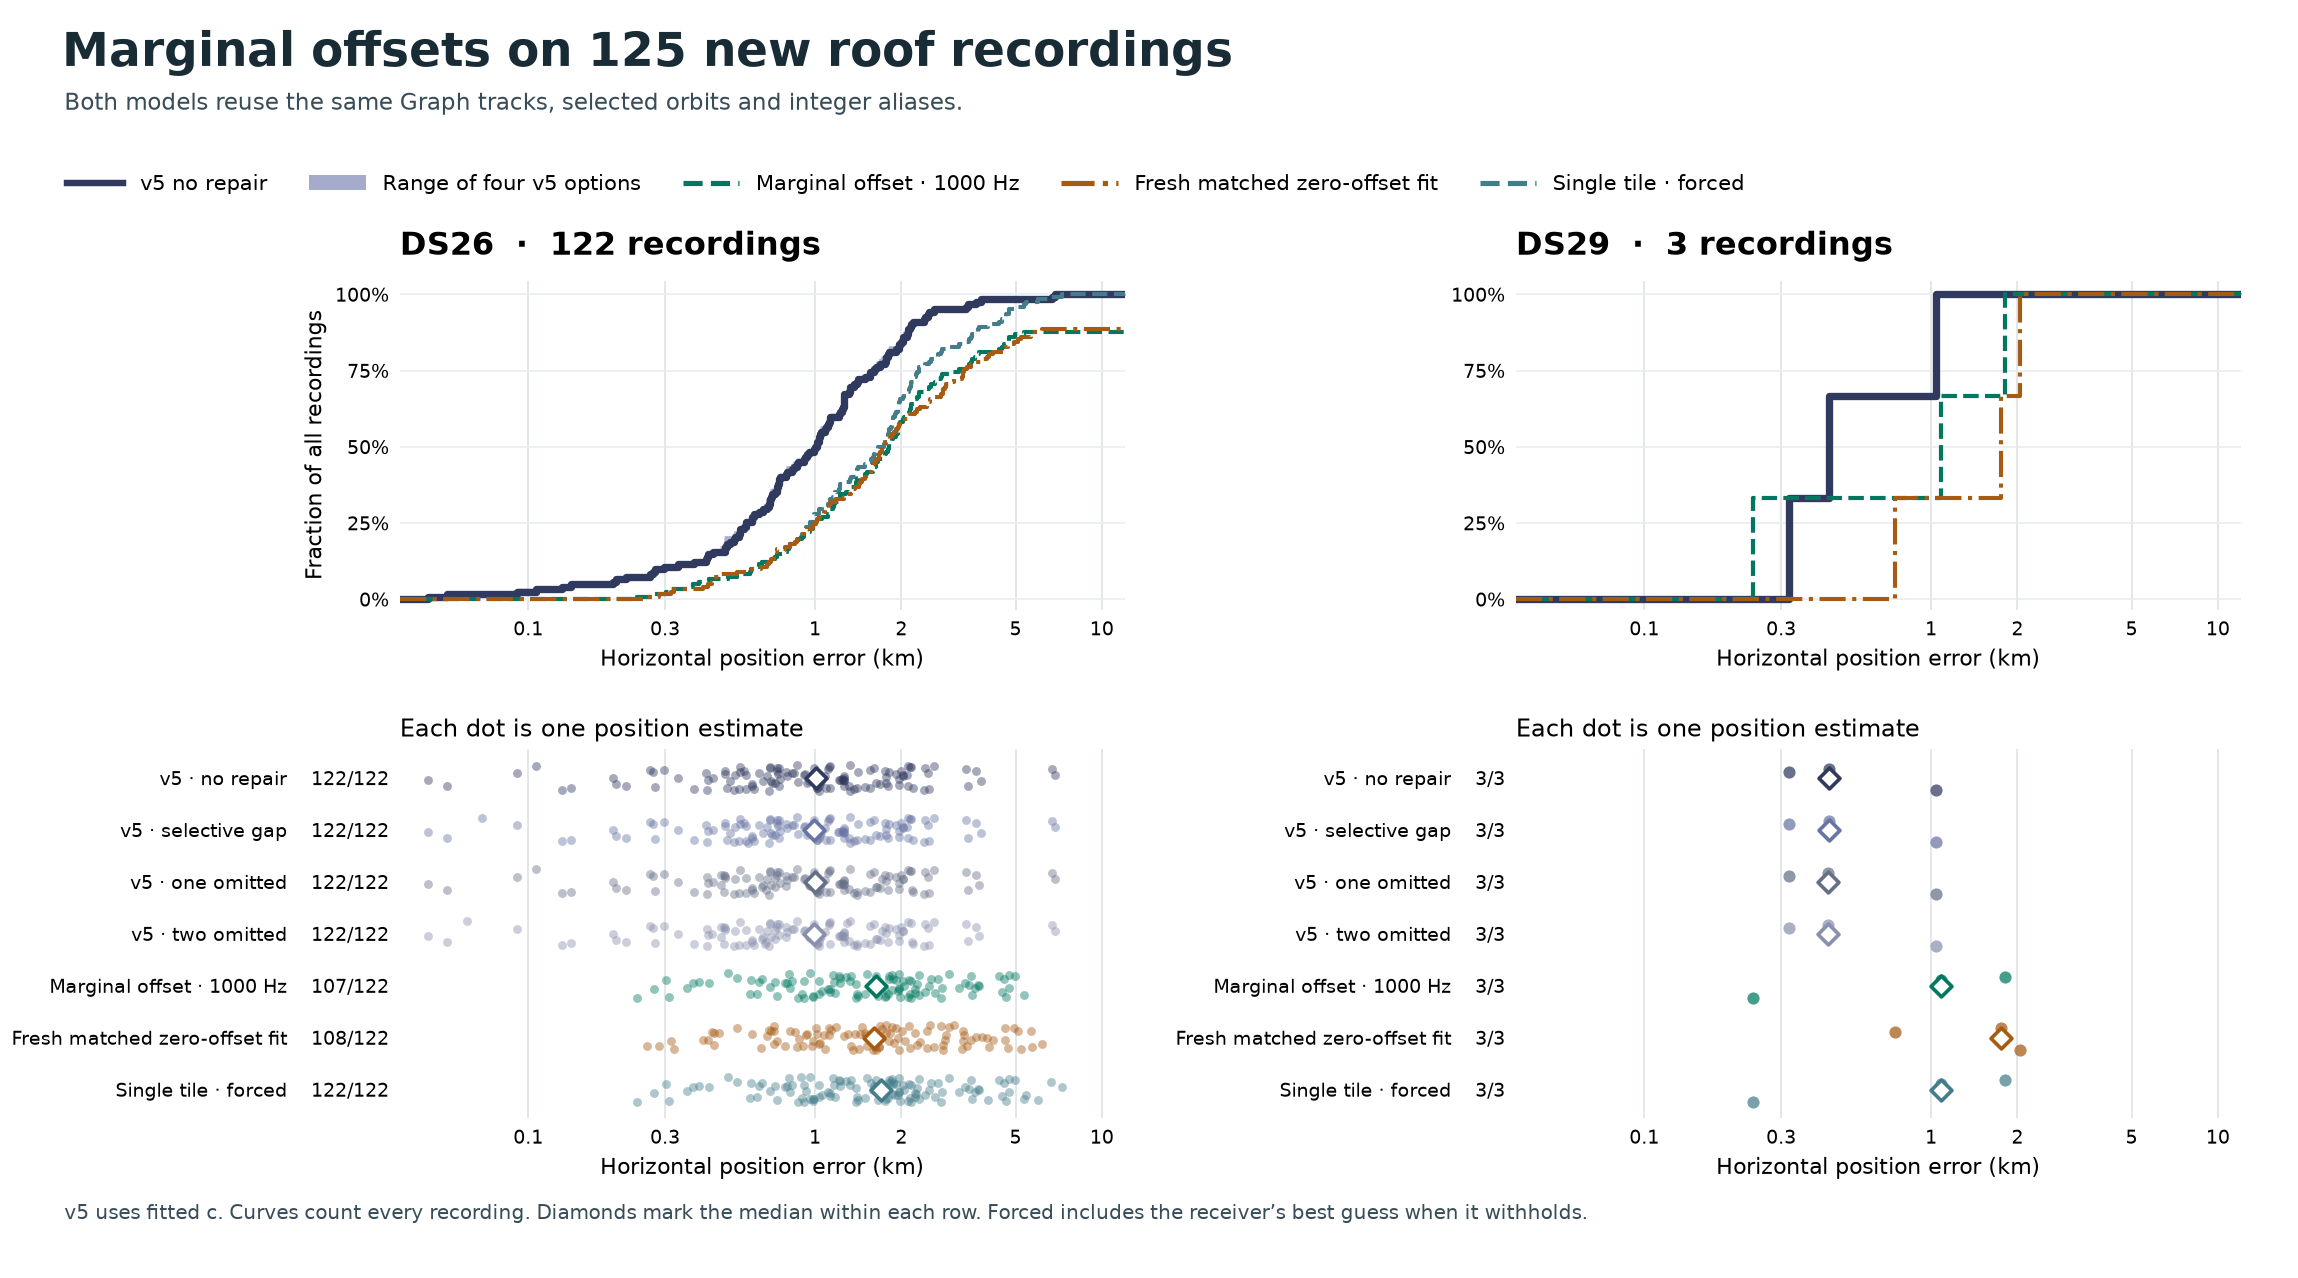 Marginal offsets on 125 new roof recordings
Both models reuse the same Graph tracks, selected orbits and integer aliases.
v5 no repair
Range of four v5 options
Marginal offset · 1000 Hz
Fresh matched zero-offset fit
Single tile · forced
DS26 · 122 recordings
100%
75%
50%
25%
0%
Fraction of all recordings
0.1 0.3 1 2 5 10
Horizontal position error (km)
DS29 · 3 recordings
100%
75%
50%
25%
0%
0.1 0.3 1 2 5 10
Horizontal position error (km)
Each dot is one position estimate
v5 · no repair 122/122
v5 · selective gap 122/122
v5 · one omitted 122/122
v5 · two omitted 122/122
Marginal offset · 1000 Hz 107/122
Fresh matched zero-offset fit 108/122
Single tile · forced 122/122
0.1 0.3 1 2 5 10
Horizontal position error (km)
Each dot is one position estimate
v5 · no repair 3/3
v5 · selective gap 3/3
v5 · one omitted 3/3
v5 · two omitted 3/3
Marginal offset · 1000 Hz 3/3
Fresh matched zero-offset fit 3/3
Single tile · forced 3/3
0.1 0.3 1 2 5 10
Horizontal position error (km)
v5 uses fitted c. Curves count every recording. Diamonds mark the median within each row. Forced includes the receiver’s best guess when it withholds.